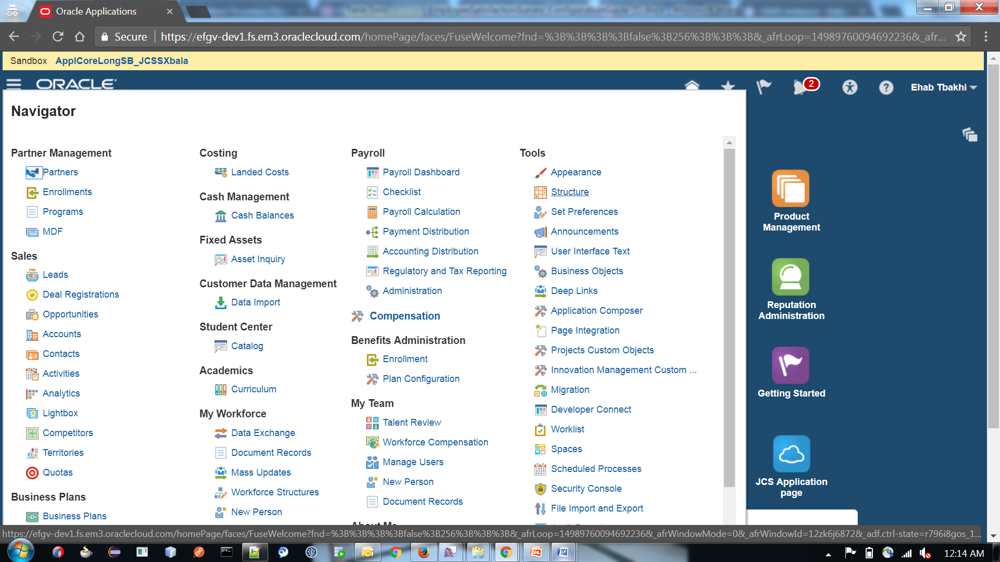 Oracle Applications
Secure
https://efgv-dev1.fs.em3.oraclecloud.com/homePage/faces/FuseWelcome?fnd=%3B%3B%3B%3Bfalse%3B256%3B%3B%3B&_afrLoop=14989760094692236&_afr...
Sandbox ApplCoreLongSB_JCSSXbala
ORACLE
2
Ehab Tbakhi
Navigator
Partner Management
Partners
Enrollments
Programs
MDF
Sales
Leads
Deal Registrations
Opportunities
Accounts
Contacts
Activities
Analytics
Lightbox
Competitors
Territories
Quotas
Business Plans
Business Plans
Costing
Landed Costs
Cash Management
Cash Balances
Fixed Assets
Asset Inquiry
Customer Data Management
Data Import
Student Center
Catalog
Academics
Curriculum
My Workforce
Data Exchange
Document Records
Mass Updates
Workforce Structures
New Person
Payroll
Payroll Dashboard
Checklist
Payroll Calculation
Payment Distribution
Accounting Distribution
Regulatory and Tax Reporting
Administration
Compensation
Benefits Administration
Enrollment
Plan Configuration
My Team
Talent Review
Workforce Compensation
Manage Users
New Person
Document Records
About Me
Tools
Appearance
Structure
Set Preferences
Announcements
User Interface Text
Business Objects
Deep Links
Application Composer
Page Integration
Projects Custom Objects
Innovation Management Custom ...
Migration
Developer Connect
Worklist
Spaces
Scheduled Processes
Security Console
File Import and Export
Product
Management
Reputation
Administration
Getting Started
JCS Application
page
https://efgv-dev1.fs.em3.oraclecloud.com/homePage/faces/FuseWelcome?fnd=%3B%3B%3B%3Bfalse%3B256%3B%3B%3B&_afrLoop=14989760094692236&_afrWindowMode=0&_afrWindowId=12zk6j6872&_adf.ctrl-state=r796i8gos_1...
12:14 AM